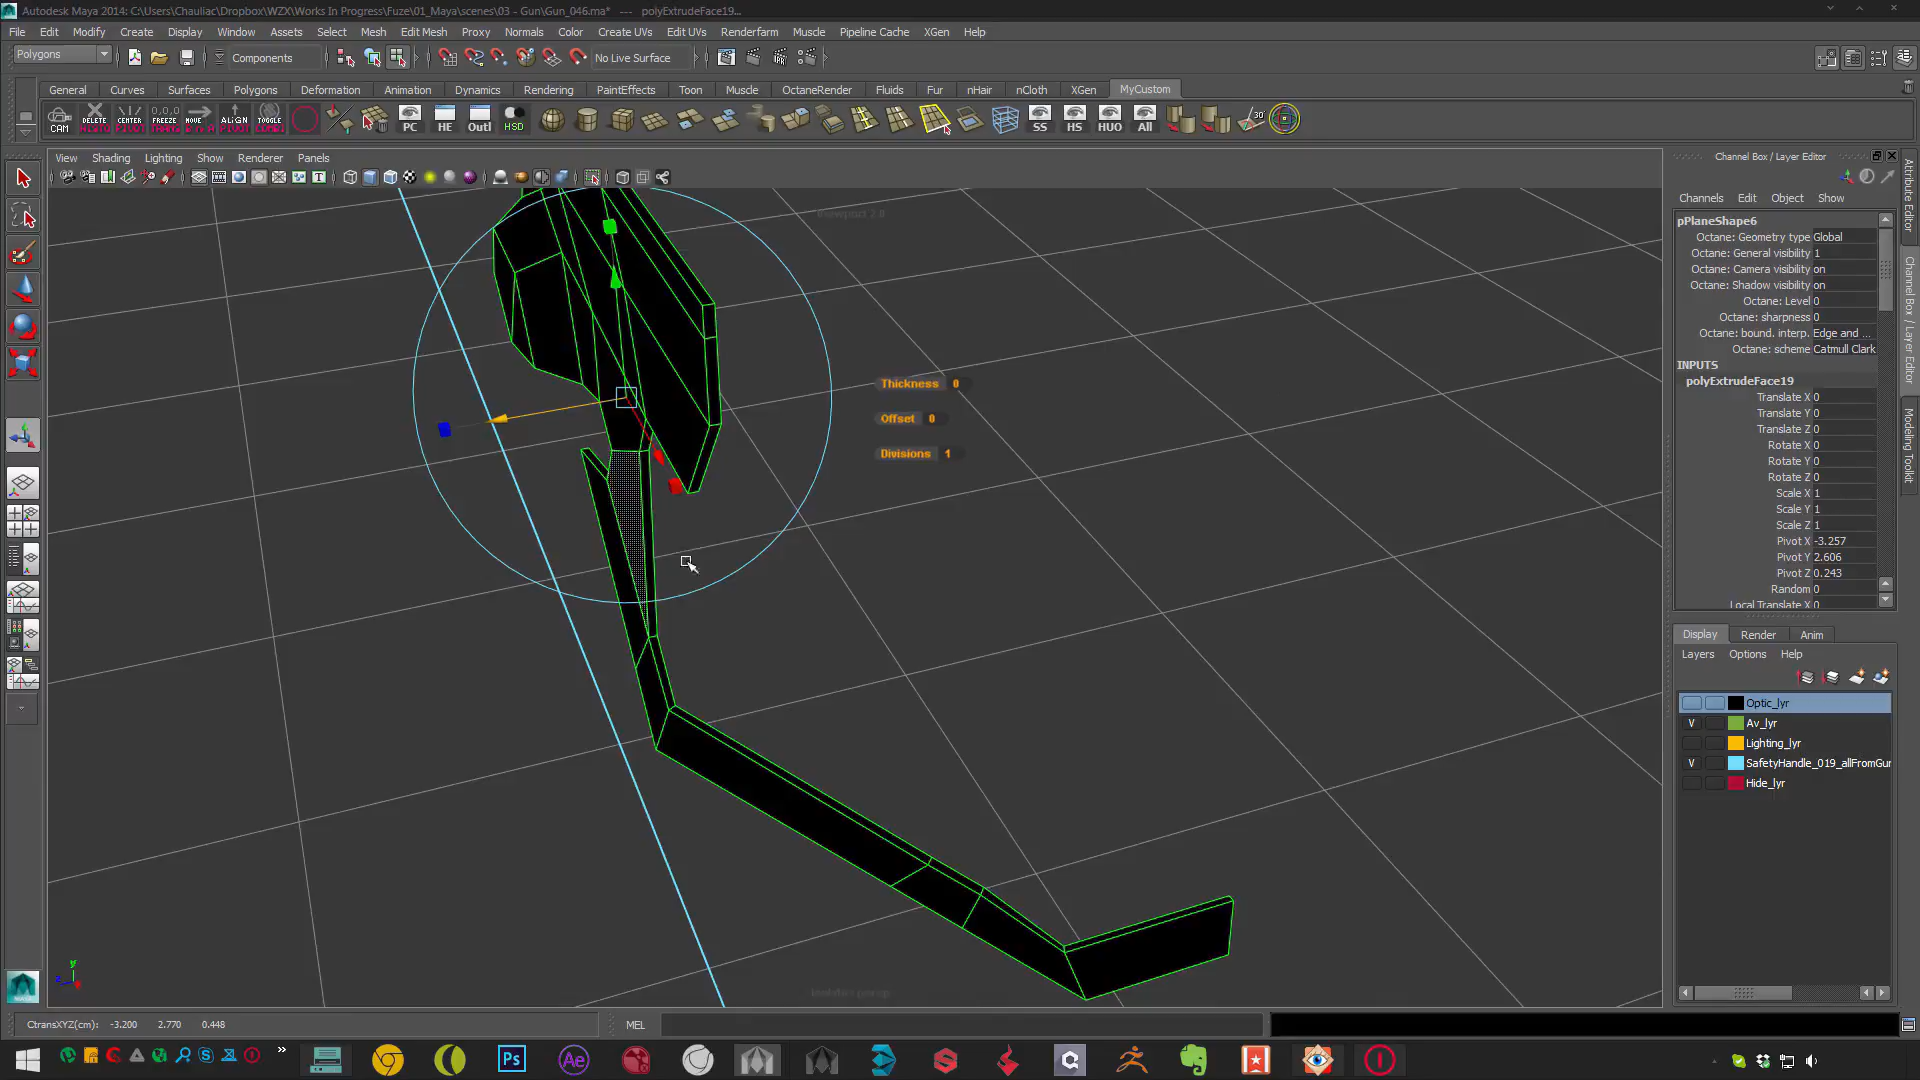 Autodesk Maya 2014: C:\Users\Chauliac\Dropbox\WZX\Works In Progress\Fuze\01_Maya\scenes\03 - Gun\Gun_046.ma* --- polyExtrudeFace19...
File Edit Modify Create Display Window Assets Select Mesh Edit Mesh Proxy Normals Color Create UVs Edit UVs Renderfarm Muscle Pipeline Cache XGen Help
Polygons Components No Live Surface
General Curves Surfaces Polygons Deformation Animation Dynamics Rendering PaintEffects Toon Muscle OctaneRender Fluids Fur nHair nCloth XGen MyCustom
CAM PC HE Outl HSD SS HS HUO All 30
View Shading Lighting Show Renderer Panels
Viewport 2.0
Thickness 0
Offset 0
Divisions 1
Channel Box / Layer Editor
Channels Edit Object Show
pPlaneShape6
Octane: Geometry type Global
Octane: General visibility 1
Octane: Camera visibility on
Octane: Shadow visibility on
Octane: Level 0
Octane: sharpness 0
Octane: bound. interp. Edge and ...
Octane: scheme Catmull Clark
INPUTS
polyExtrudeFace19
Translate X 0
Translate Y 0
Translate Z 0
Rotate X 0
Rotate Y 0
Rotate Z 0
Scale X 1
Scale Y 1
Scale Z 1
Pivot X -3.257
Pivot Y 2.606
Pivot Z 0.243
Random 0
Local Translate X 0
Display Render Anim
Layers Options Help
Optic_lyr
V Av_lyr
Lighting_lyr
V SafetyHandle_019_allFromGur
Hide_lyr
Attribute Editor
Channel Box / Layer Editor
Modeling Toolkit
y
z
CtransXYZ(cm): -3.200 2.770 0.448
MEL
Ps Ae